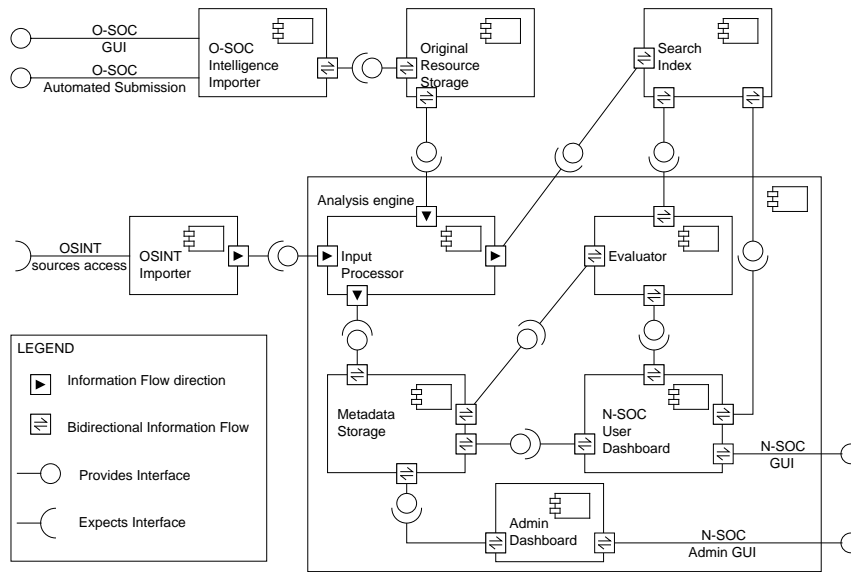 O-SOC
GUI
O-SOC
Automated Submission
O-SOC
Intelligence
Importer
Original
Resource
Storage
Search
Index
Analysis engine
OSINT
sources access
OSINT
Importer
Input
Processor
Evaluator
LEGEND
Information Flow direction
Bidirectional Information Flow
Provides Interface
Expects Interface
Metadata
Storage
N-SOC
User
Dashboard
N-SOC
GUI
Admin
Dashboard
N-SOC
Admin GUI